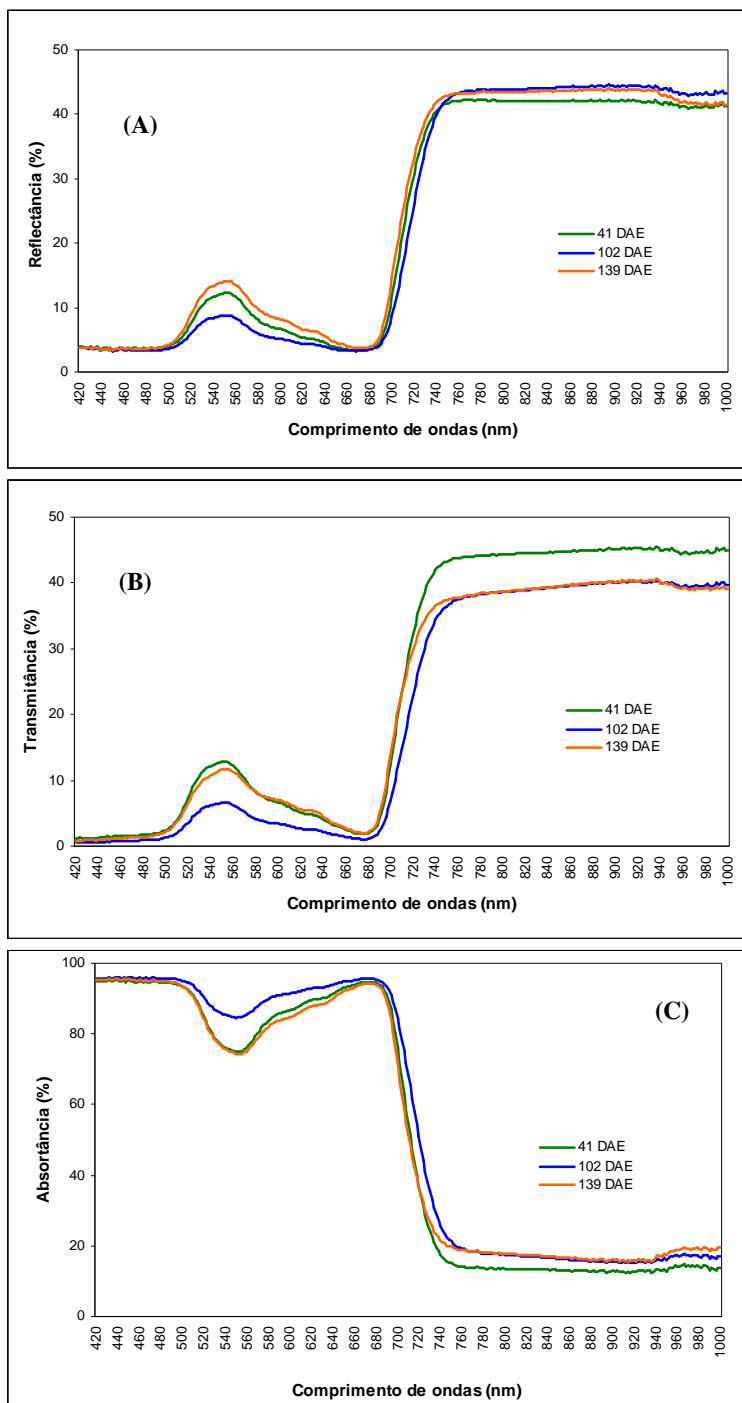 50
40
30
20
10
0
Reflectância (%)
(A)
41 DAE
102 DAE
139 DAE
420 440 460 480 500 520 540 560 580 600 620 640 660 680 700 720 740 760 780 800 820 840 860 880 900 920 940 960 980 1000
Comprimento de ondas (nm)
50
40
30
20
10
0
Transmitância (%)
(B)
41 DAE
102 DAE
139 DAE
420 440 460 480 500 520 540 560 580 600 620 640 660 680 700 720 740 760 780 800 820 840 860 880 900 920 940 960 980 1000
Comprimento de ondas (nm)
100
80
60
40
20
0
Absortância (%)
(C)
41 DAE
102 DAE
139 DAE
420 440 460 480 500 520 540 560 580 600 620 640 660 680 700 720 740 760 780 800 820 840 860 880 900 920 940 960 980 1000
Comprimento de ondas (nm)